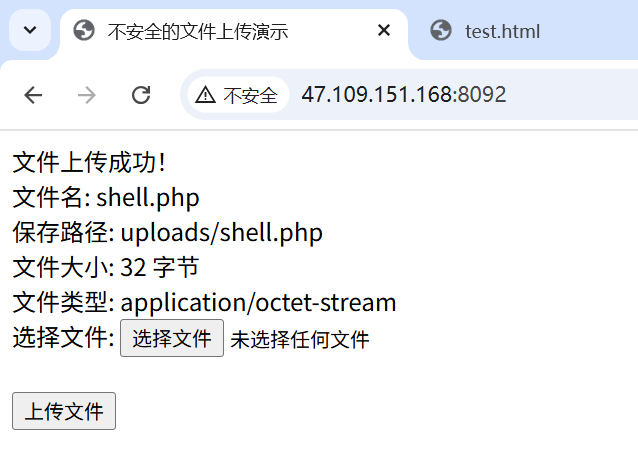 不安全的文件上传演示
test.html
不安全 47.109.151.168:8092
文件上传成功！
文件名: shell.php
保存路径: uploads/shell.php
文件大小: 32 字节
文件类型: application/octet-stream
选择文件: 选择文件 未选择任何文件
上传文件